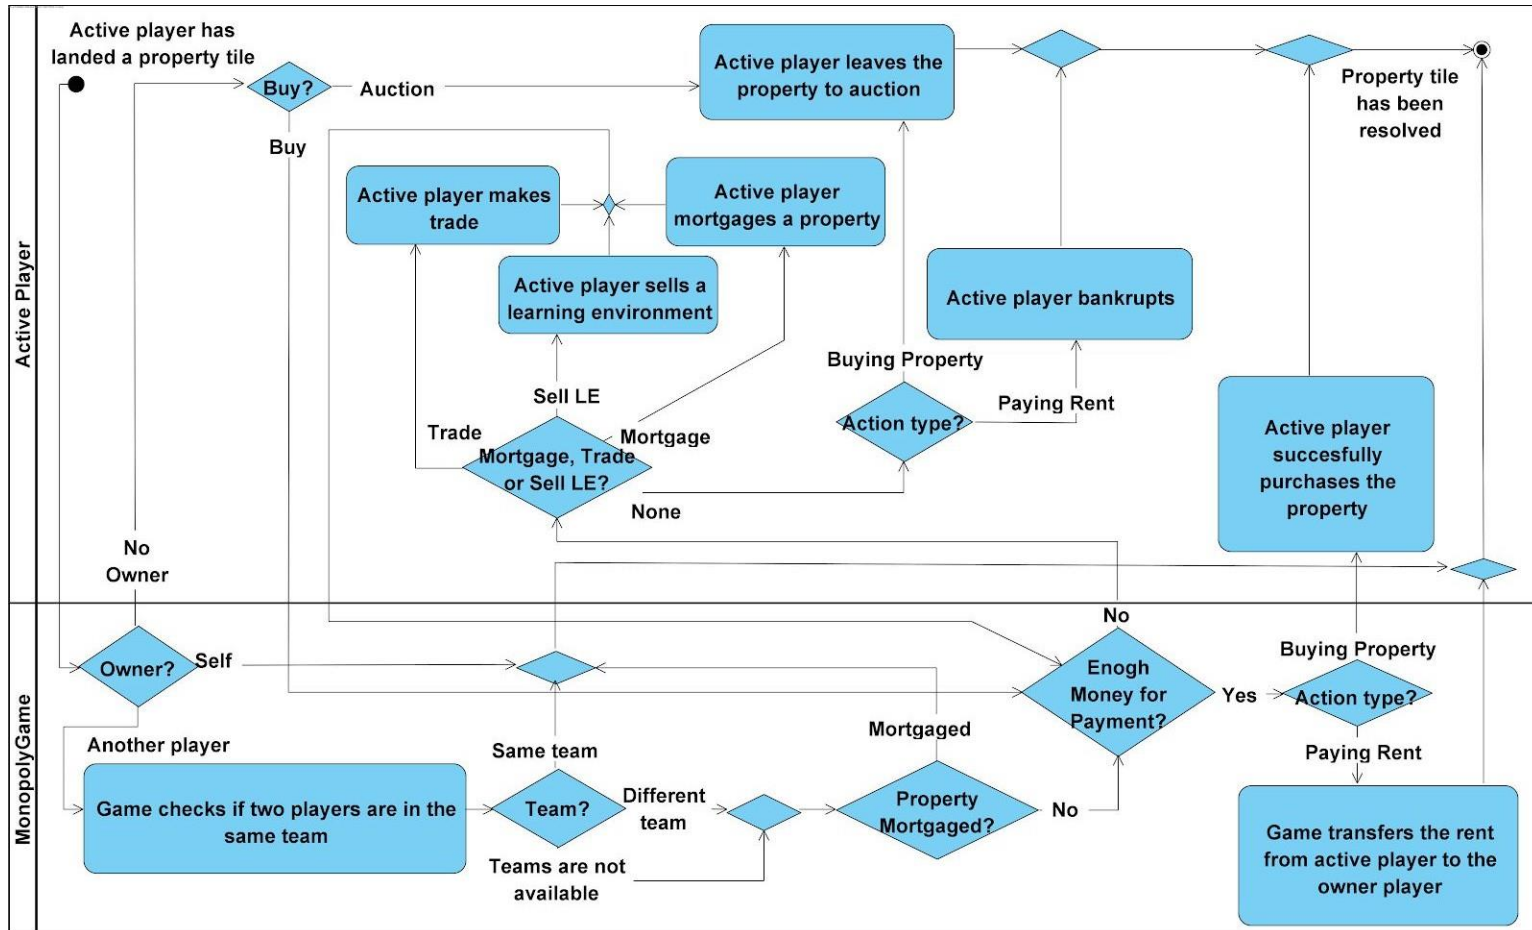 Active player has
landed a property tile
Buy?
Auction
Active player leaves the
property to auction
Property tile
has been
resolved
Buy
Active player makes
trade
Active player
mortgages a property
Active player sells a
learning environment
Active player bankrupts
Active Player
Buying Property
Action type?
Paying Rent
Sell LE
Trade
Mortgage
Mortgage, Trade
or Sell LE?
None
Active player
succesfully
purchases the
property
No
Owner
MonopolyGame
Owner?
Self
Another player
Game checks if two players are in the
same team
Same team
Team?
Different
team
Teams are not
available
Mortgaged
Property
Mortgaged?
No
No
Enogh
Money for
Payment?
Yes
Buying Property
Action type?
Paying Rent
Game transfers the rent
from active player to the
owner player